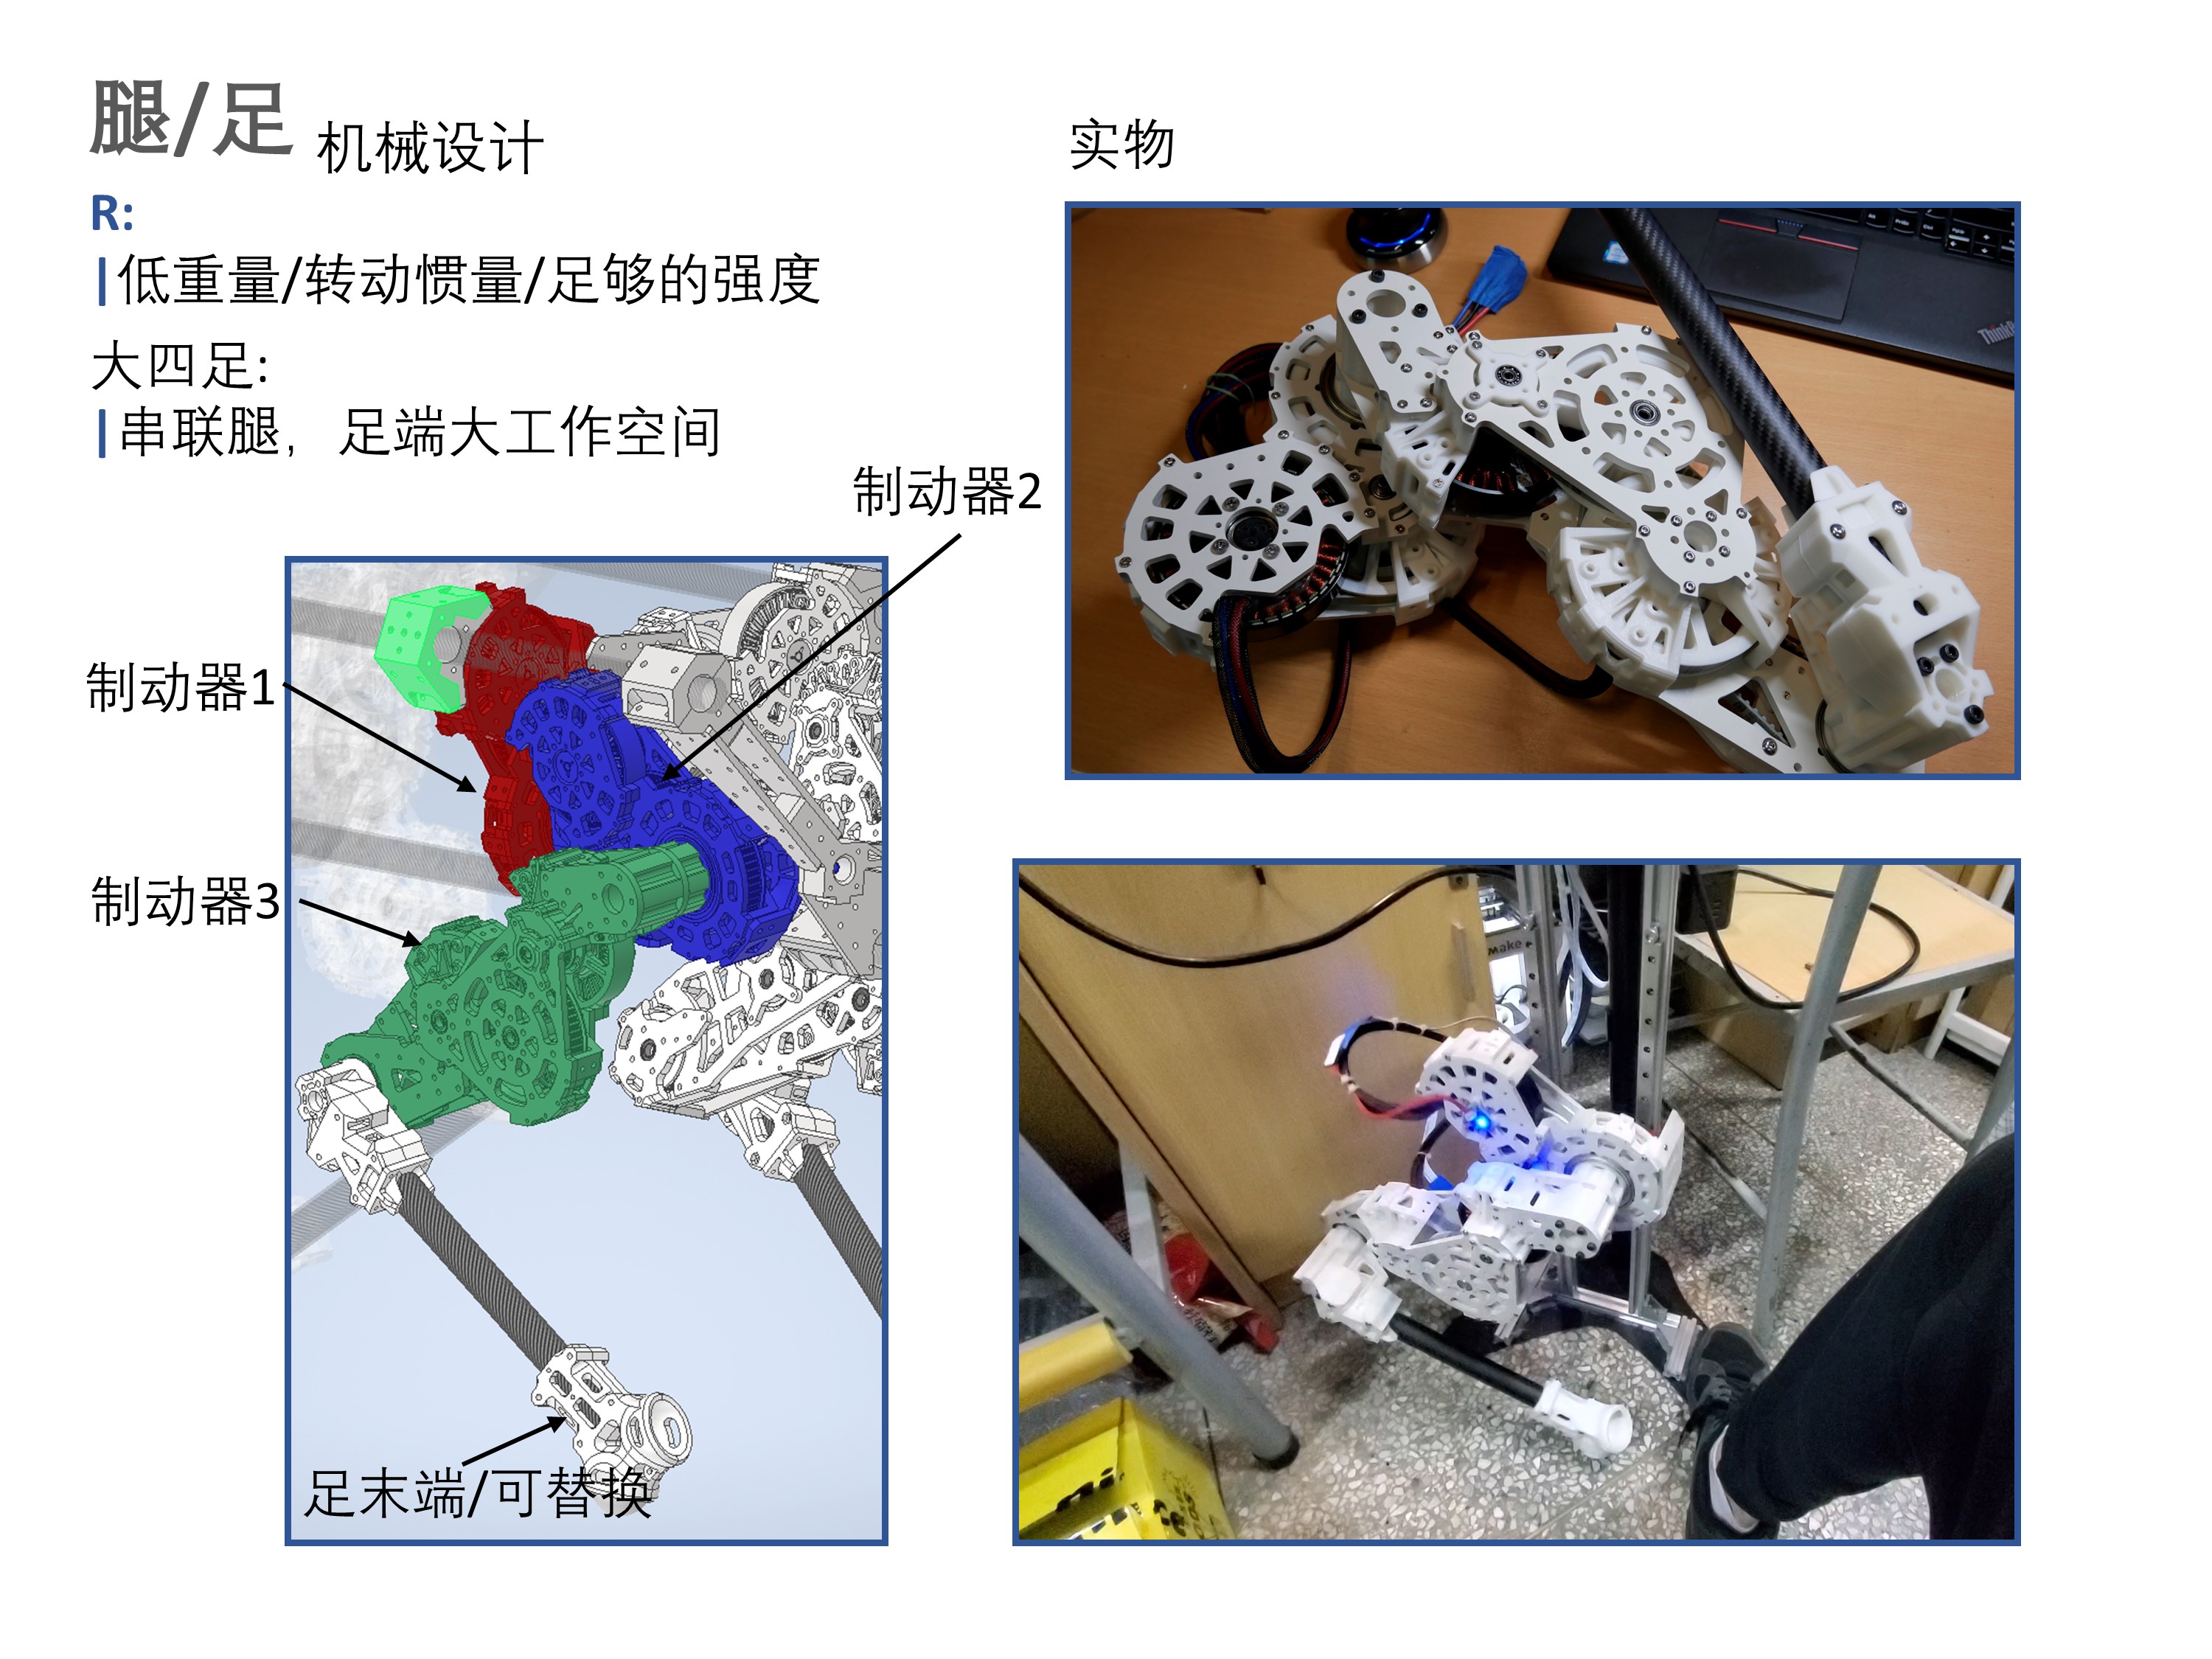 腿/足 机械设计
实物
R:
低重量/转动惯量/足够的强度
大四足:
串联腿, 足端大工作空间
制动器2
制动器1
制动器3
足末端/可替换
make